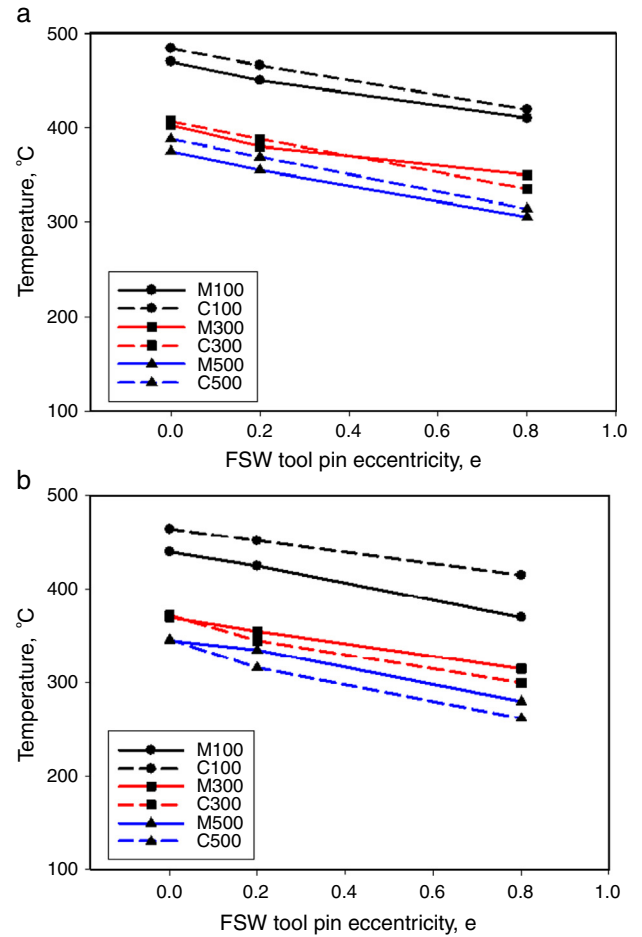 a
500
400
300
200
100
Temperature, °C
M100
C100
M300
C300
M500
C500
0.0
0.2
0.4
0.6
0.8
1.0
FSW tool pin eccentricity, e
b
500
400
300
200
100
Temperature, °C
M100
C100
M300
C300
M500
C500
0.0
0.2
0.4
0.6
0.8
1.0
FSW tool pin eccentricity, e